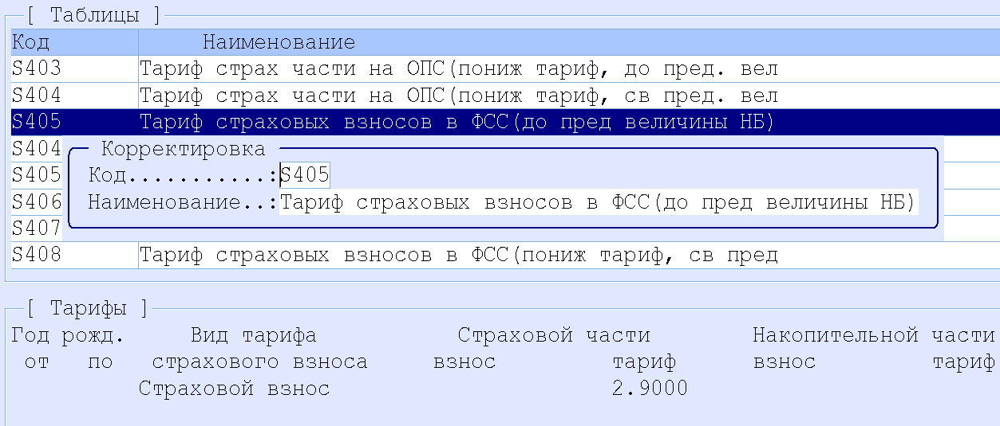 [ Таблицы ]
Код Наименование
S403 Тариф страх части на ОПС(пониж тариф, до пред. вел
S404 Тариф страх части на ОПС(пониж тариф, св пред. вел
S405 Тариф страховых взносов в ФСС(до пред величины НБ)
S404 Корректировка
S405 Код...........:S405
S406 Наименование..:Тариф страховых взносов в ФСС(до пред величины НБ)
S407
S408 Тариф страховых взносов в ФСС(пониж тариф, св пред
[ Тарифы ]
Год рожд. Вид тарифа Страховой части Накопительной части
от по страхового взноса взнос тариф взнос тариф
Страховой взнос 2.9000